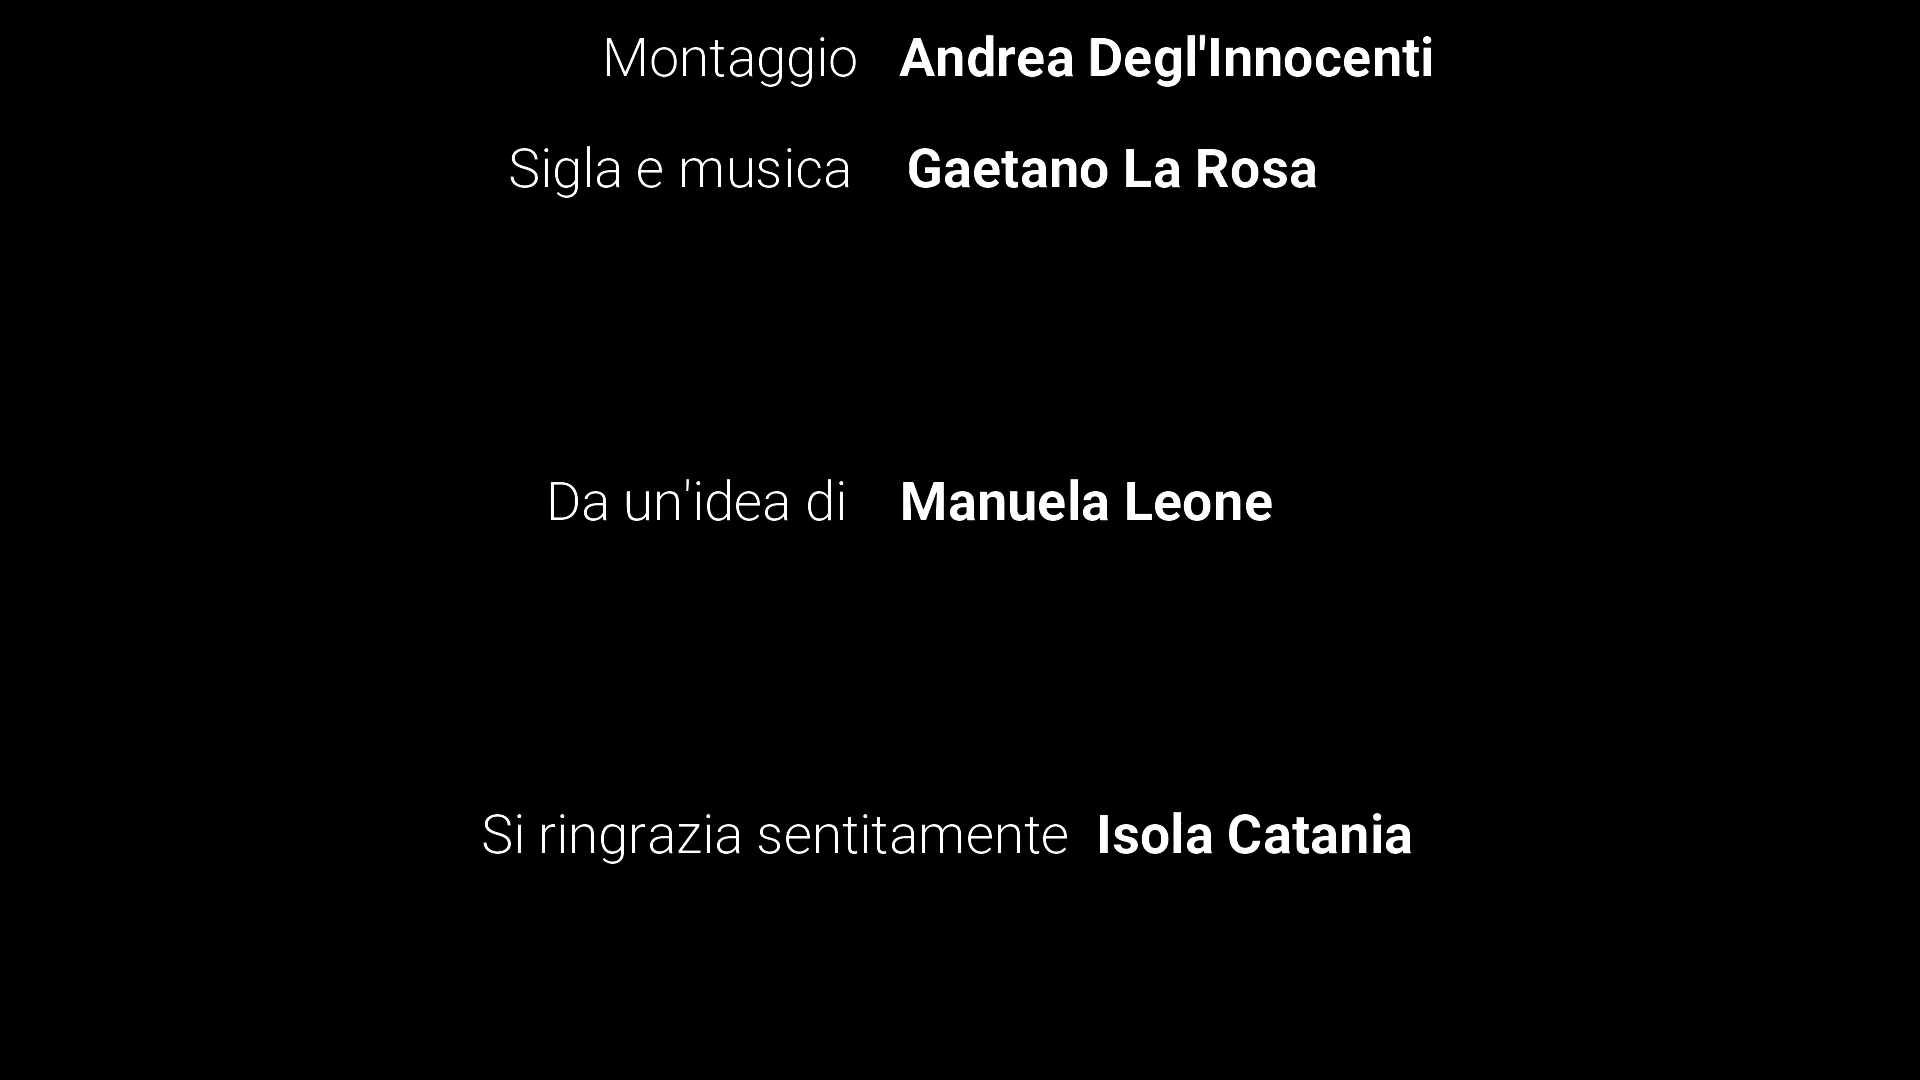 Montaggio Andrea Degl'Innocenti
Sigla e musica Gaetano La Rosa
Da un'idea di Manuela Leone
Si ringrazia sentitamente Isola Catania